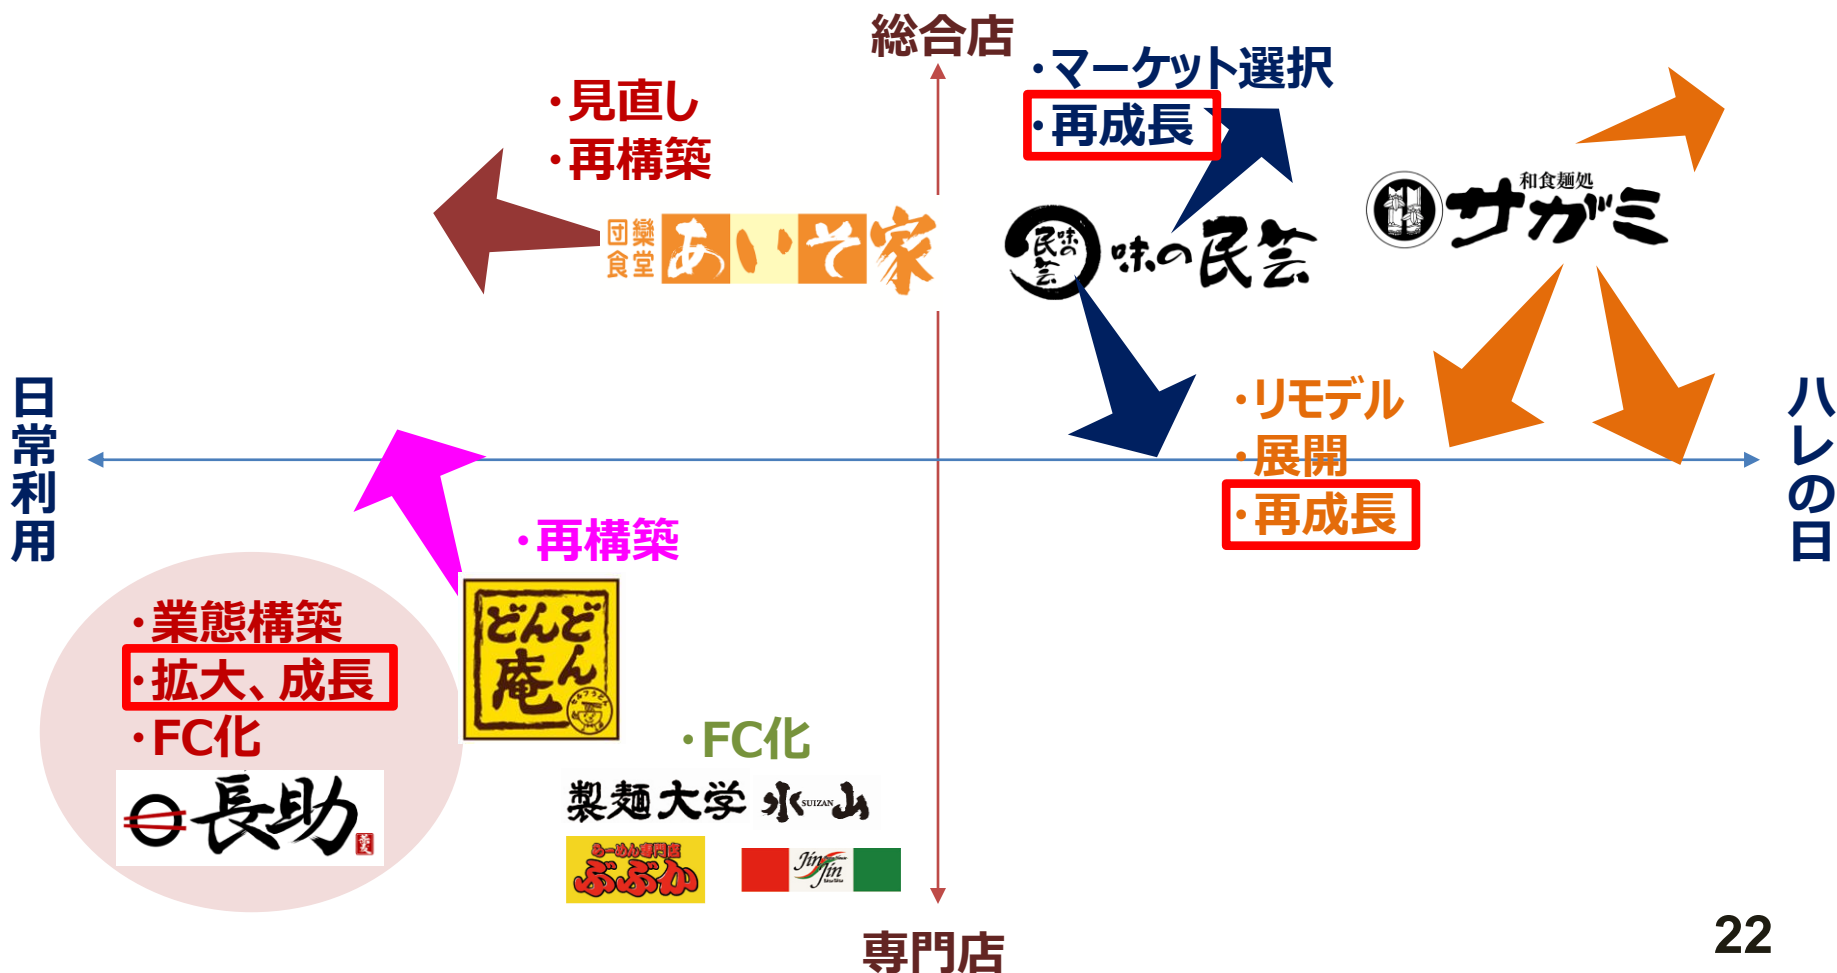 総合店
・マーケット選択
・再成長
・見直し
・再構築
和食麺処
サガミ
団欒食堂
あいそ家
民芸
味の
味の民芸
日常利用
ハレの日
・リモデル
・展開
・再成長
・再構築
・業態構築
・拡大、成長
・FC化
長助
どんどん庵
・FC化
製麺大学
水山
SUIZAN
らーめん専門店
ぶぶか
JinJin
専門店
22